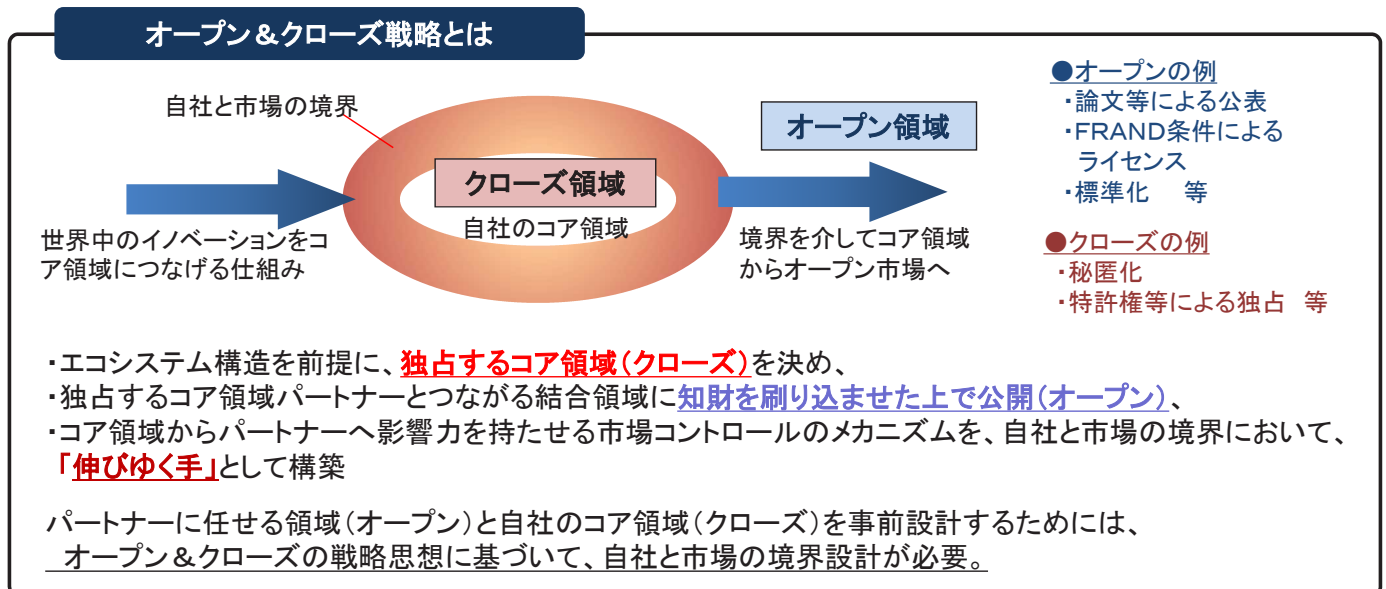 オープン＆クローズ戦略とは
自社と市場の境界
クローズ領域
自社のコア領域
オープン領域
世界中のイノベーションをコ
ア領域につなげる仕組み
境界を介してコア領域
からオープン市場へ
●オープンの例
・論文等による公表
・FRAND条件による
ライセンス
・標準化　等
●クローズの例
・秘匿化
・特許権等による独占　等
・エコシステム構造を前提に、独占するコア領域（クローズ）を決め、
・独占するコア領域パートナーとつながる結合領域に知財を刷り込ませた上で公開（オープン）、
・コア領域からパートナーへ影響力を持たせる市場コントロールのメカニズムを、自社と市場の境界において、
「伸びゆく手」として構築
パートナーに任せる領域（オープン）と自社のコア領域（クローズ）を事前設計するためには、
オープン＆クローズの戦略思想に基づいて、自社と市場の境界設計が必要。